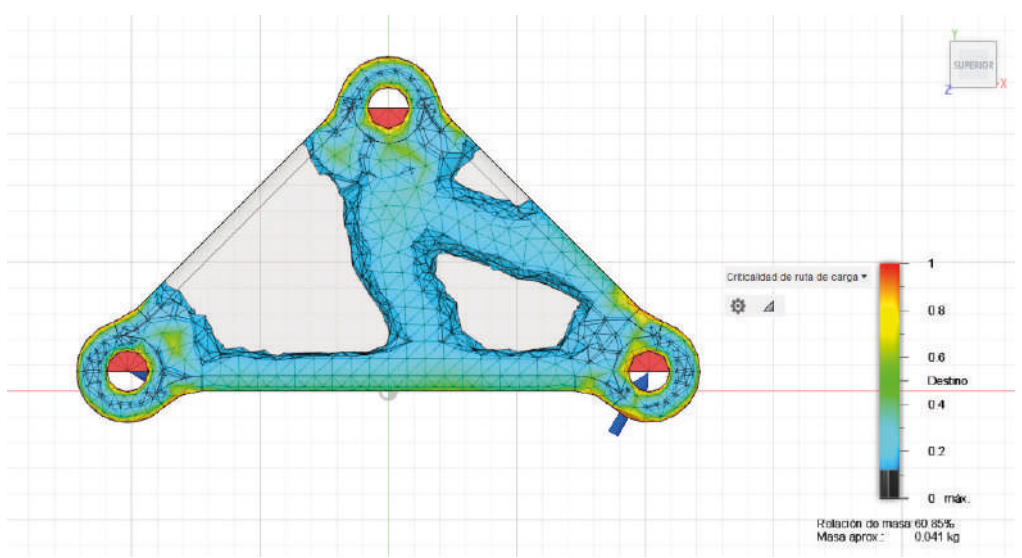 Y
SUPERIOR
X
Z
Criticalidad de ruta de carga
1
0.8
0.6
Destino
0.4
0.2
0 máx.
Relación de masa: 60.85%
Masa aprox.: 0.041 kg